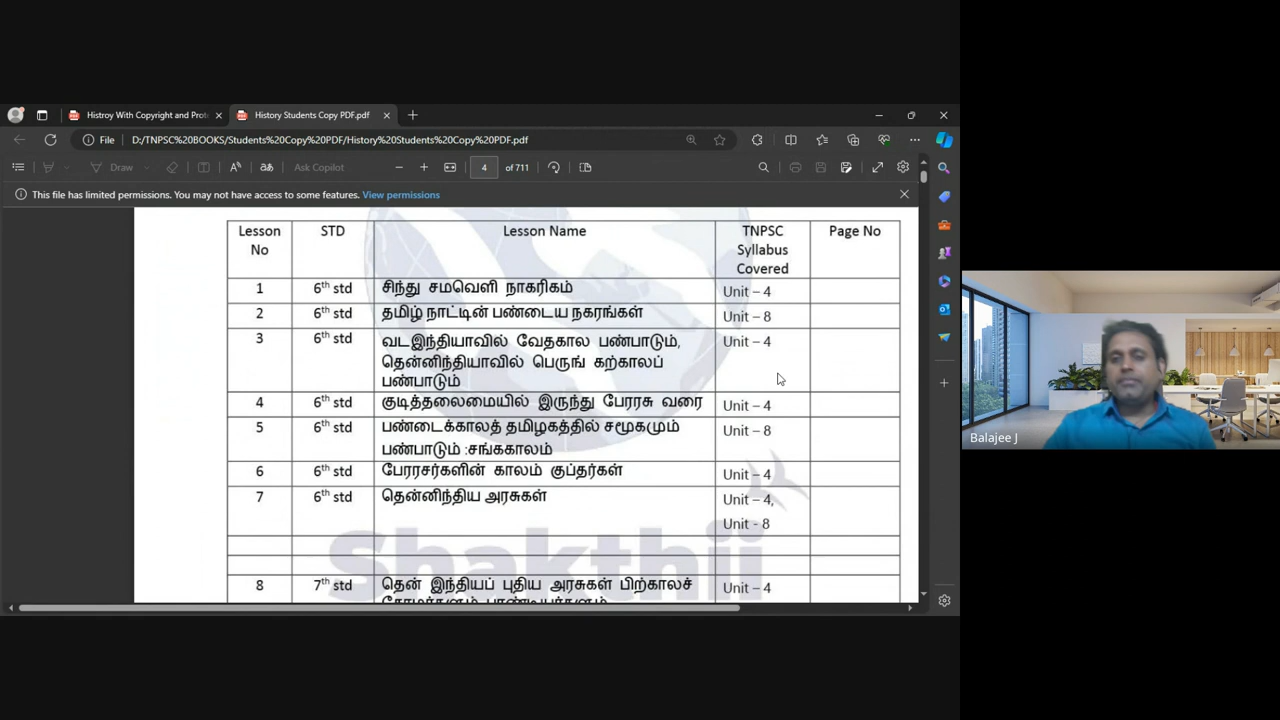 Histroy With Copyright and Prot
History Students Copy PDF.pdf
File
D:/TNPSC%20BOOKS/Students%20Copy%20PDF/History%20Students%20Copy%20PDF.pdf
Draw
Ask Copilot
4 of 711
This file has limited permissions. You may not have access to some features. View permissions
Lesson No STD Lesson Name TNPSC Syllabus Covered Page No
1 6th std சிந்து சமவெளி நாகரிகம் Unit – 4
2 6th std தமிழ் நாட்டின் பண்டைய நகரங்கள் Unit – 8
3 6th std வடஇந்தியாவில் வேதகால பண்பாடும், Unit – 4
தென்னிந்தியாவில் பெருங் கற்காலப்
பண்பாடும்
4 6th std குடித்தலைமையில் இருந்து பேரரசு வரை Unit – 4
5 6th std பண்டைக்காலத் தமிழகத்தில் சமூகமும் Unit – 8
பண்பாடும் :சங்ககாலம்
6 6th std பேரரசர்களின் காலம் குப்தர்கள் Unit – 4
7 6th std தென்னிந்திய அரசுகள் Unit – 4,
Unit - 8
8 7th std தென் இந்தியப் புதிய அரசுகள் பிற்காலச் Unit – 4
Shakthii
Balajee J